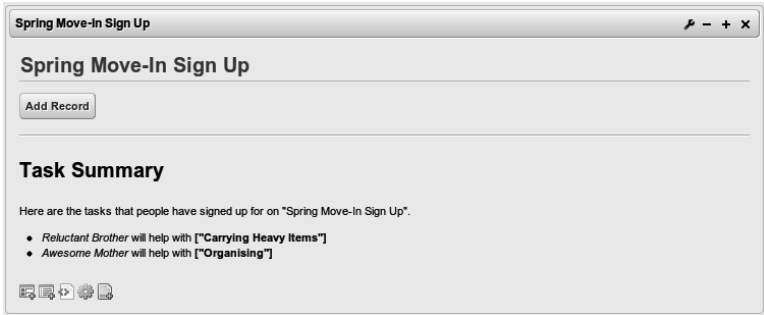 Spring Move-In Sign Up
Spring Move-In Sign Up
Add Record
Task Summary
Here are the tasks that people have signed up for on "Spring Move-In Sign Up".
Reluctant Brother will help with ["Carrying Heavy Items"]
Awesome Mother will help with ["Organising"]